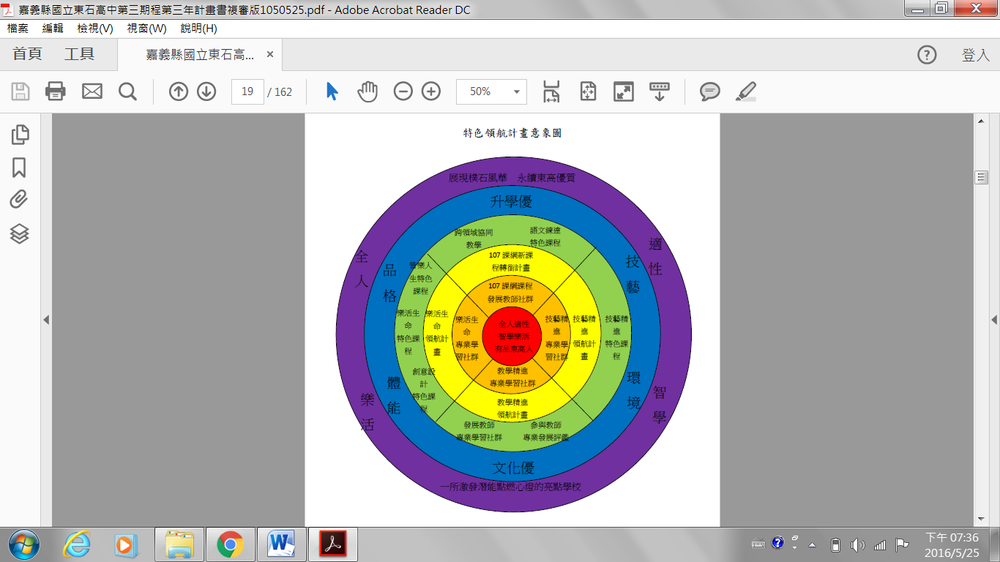 嘉義縣國立東石高中第三期程第三年計畫書複審版1050525.pdf - Adobe Acrobat Reader DC
檔案 編輯 檢視(V) 視窗(W) 說明(H)
首頁 工具 嘉義縣國立東石高... × 登入
19 / 162 50%
特色領航計畫意象圖
展現樸石風華 永續東高優質
升學優
跨領域協同
教學
語文練達
特色課程
107 課綱新課
程轉銜計畫
107 課綱課程
發展教師社群
全
人
品
格
管樂人
生特色
課程
技
藝
適
性
樂活生
命
特色課
程
樂活生
命
領航計
畫
樂活生
命
專業學
習社群
全人適性
智學樂活
有品東高人
技藝精
進
專業學
習社群
技藝精
進
領航計
畫
技藝精
進
特色課
程
創意設
計
特色課
程
教學精進
專業學習社群
教學精進
領航計畫
體
能
樂
活
環
境
智
學
發展教師
專業學習社群
參與教師
專業發展評鑑
文化優
一所激發潛能點燃心燈的亮點學校
下午 07:36
2016/5/25